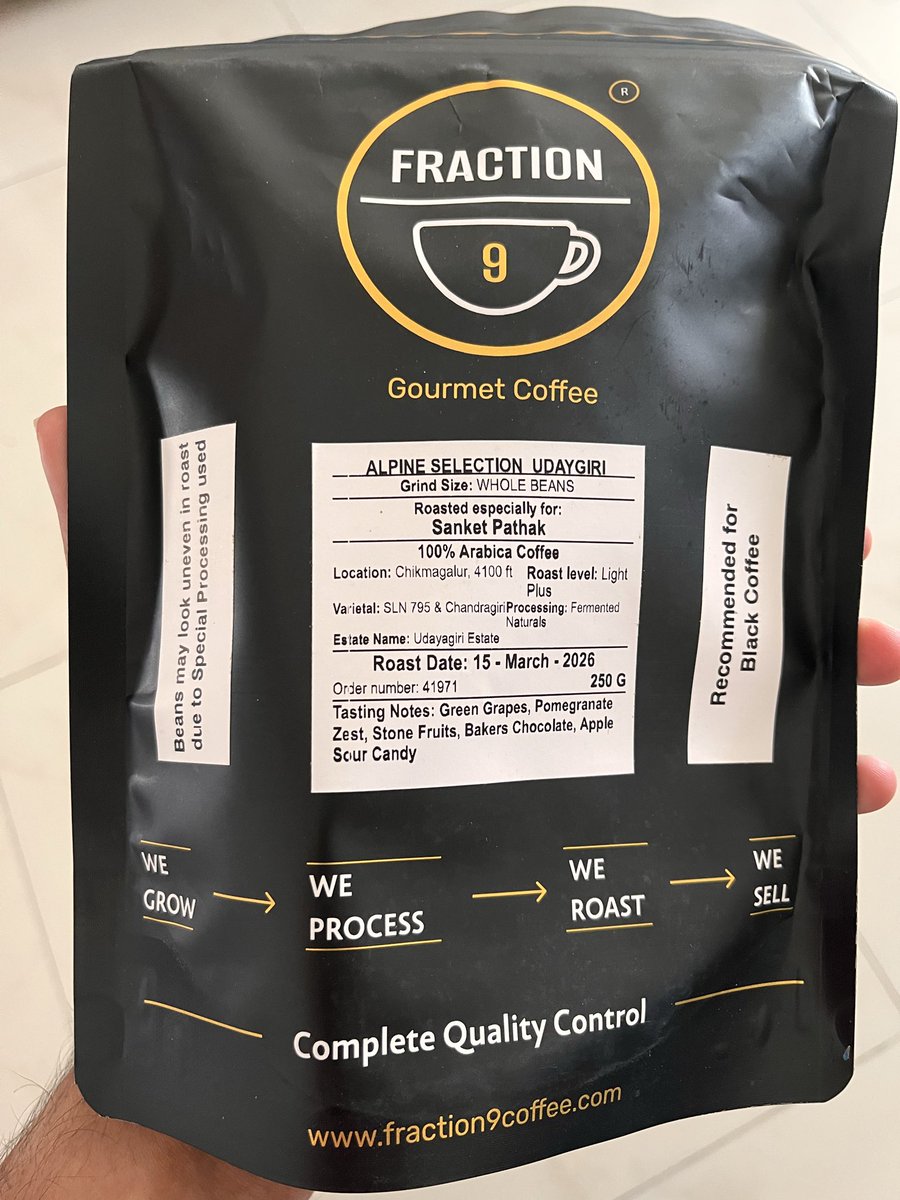 R
FRACTION
9
Gourmet Coffee
Beans may look uneven in roast
due to Special Processing used
ALPINE SELECTION UDAYGIRI
Grind Size: WHOLE BEANS
Roasted especially for:
Sanket Pathak
100% Arabica Coffee
Location: Chikmagalur, 4100 ft Roast level: Light
Plus
Varietal: SLN 795 & Chandragiri Processing: Fermented
Naturals
Estate Name: Udayagiri Estate
Roast Date: 15 - March - 2026
Order number: 41971 250 G
Tasting Notes: Green Grapes, Pomegranate
Zest, Stone Fruits, Bakers Chocolate, Apple
Sour Candy
Recommended for
Black Coffee
WE
GROW
WE
PROCESS
WE
ROAST
WE
SELL
Complete Quality Control
www.fraction9coffee.com